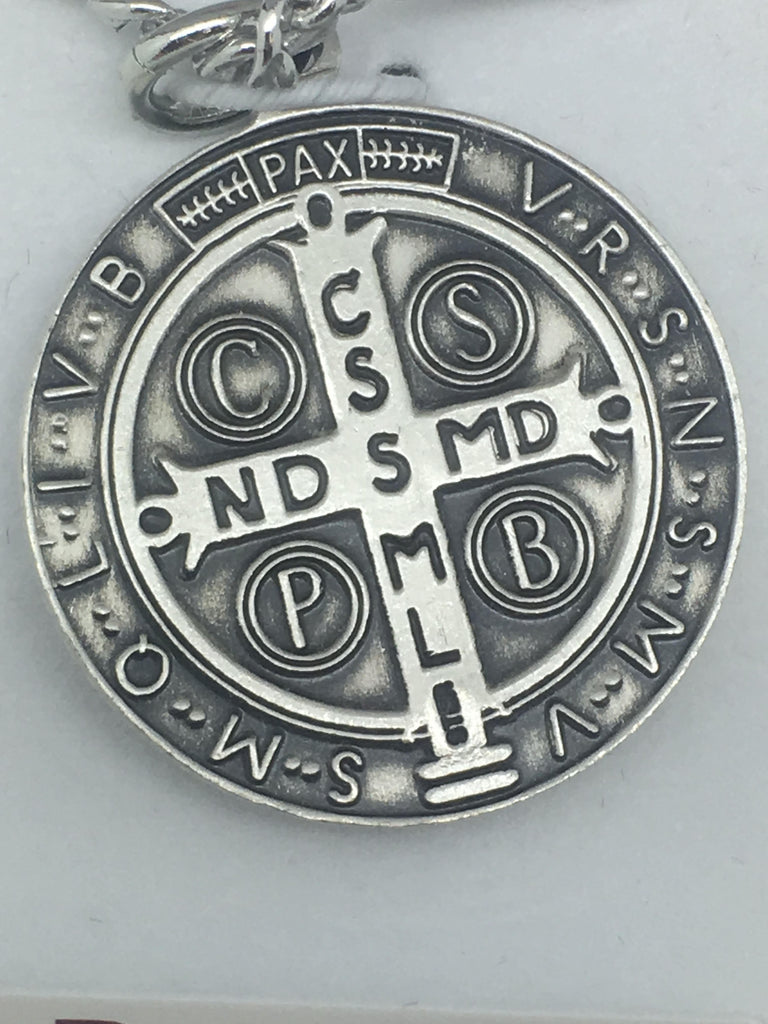 PAX
V R S N S M V
S M Q L I V B
C S
P B
C
S
N D S M D
M
L